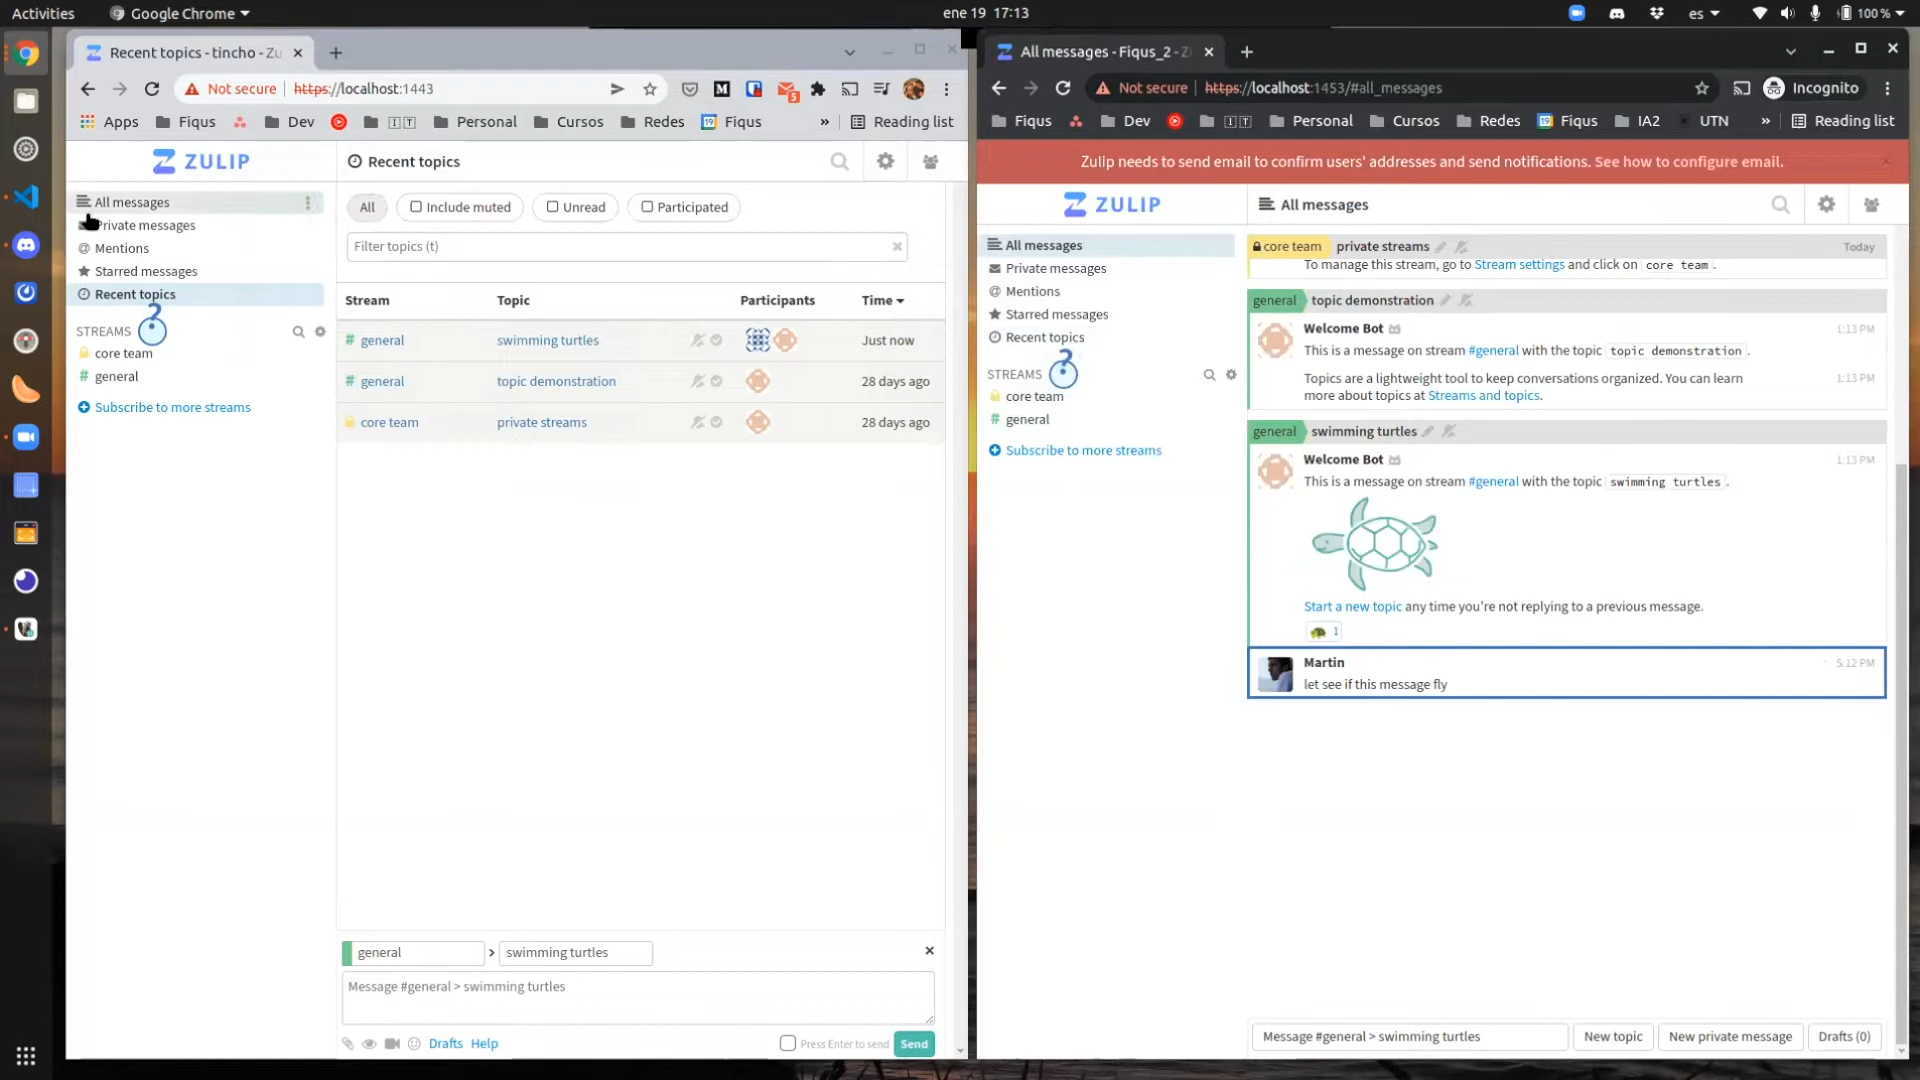 Activities
Google Chrome
ene 19 17:13
es
100 %
Recent topics - tincho - Zu
Not secure
https://localhost:1443
M
5
Apps
Fiqus
Dev
Personal
Cursos
Redes
19
Fiqus
»
Reading list
ZULIP
Recent topics
All messages
Private messages
@ Mentions
Starred messages
Recent topics
?
STREAMS
core team
# general
Subscribe to more streams
All
Include muted
Unread
Participated
Filter topics (t)
Stream
Topic
Participants
Time
# general
swimming turtles
Just now
# general
topic demonstration
28 days ago
core team
private streams
28 days ago
general
swimming turtles
Message #general > swimming turtles
Drafts
Help
Press Enter to send
Send
All messages - Fiqus_2 - Z
Not secure
https://localhost:1453/#all_messages
Incognito
Fiqus
Dev
Personal
Cursos
Redes
19
Fiqus
IA2
UTN
»
Reading list
Zulip needs to send email to confirm users' addresses and send notifications. See how to configure email.
ZULIP
All messages
All messages
Private messages
@ Mentions
Starred messages
Recent topics
?
STREAMS
core team
# general
Subscribe to more streams
core team
private streams
Today
To manage this stream, go to Stream settings and click on core team.
general
topic demonstration
Welcome Bot
1:13 PM
This is a message on stream #general with the topic topic demonstration.
Topics are a lightweight tool to keep conversations organized. You can learn
1:13 PM
more about topics at Streams and topics.
general
swimming turtles
Welcome Bot
1:13 PM
This is a message on stream #general with the topic swimming turtles.
Start a new topic any time you're not replying to a previous message.
1
Martin
5:12 PM
let see if this message fly
Message #general > swimming turtles
New topic
New private message
Drafts (0)